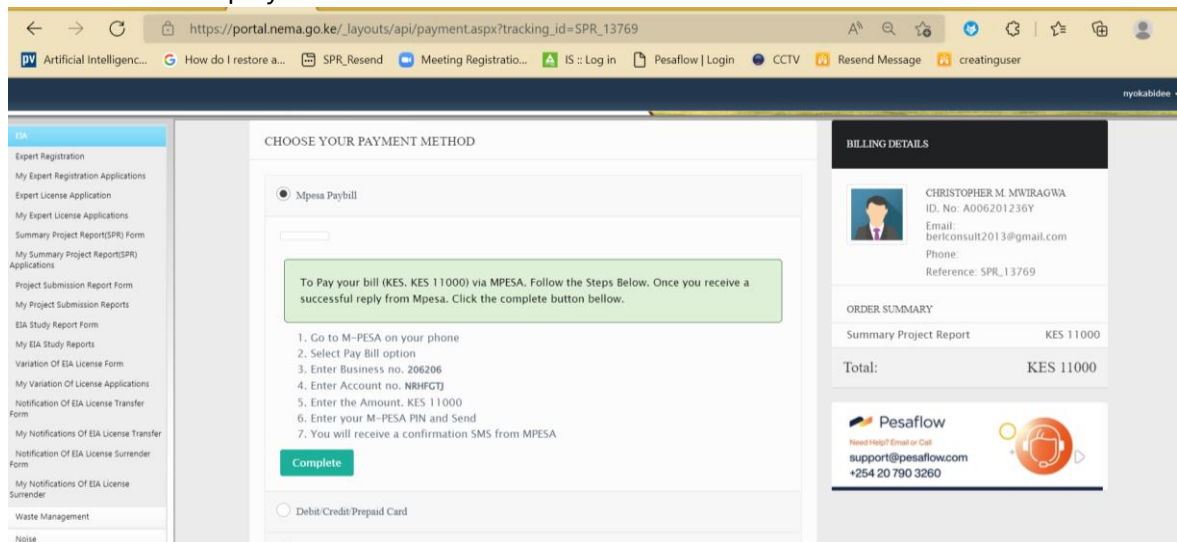 https://portal.nema.go.ke/_layouts/api/payment.aspx?tracking_id=SPR_13769
Artificial Intelligenc...
How do I restore a...
SPR_Resend
Meeting Registratio...
IS :: Log in
Pesaflow | Login
CCTV
Resend Message
creatinguser
nyokabidee
EIA
Expert Registration
My Expert Registration Applications
Expert License Application
My Expert License Applications
Summary Project Report(SPR) Form
My Summary Project Report(SPR)
Applications
Project Submission Report Form
My Project Submission Reports
EIA Study Report Form
My EIA Study Reports
Variation Of EIA License Form
My Variation Of License Applications
Notification Of EIA License Transfer
Form
My Notifications Of EIA License Transfer
Notification Of EIA License Surrender
Form
My Notifications Of EIA License
Surrender
Waste Management
Noise
CHOOSE YOUR PAYMENT METHOD
Mpesa Paybill
To Pay your bill (KES. KES 11000) via MPESA. Follow the Steps Below. Once you receive a
successful reply from Mpesa. Click the complete button bellow.
1. Go to M-PESA on your phone
2. Select Pay Bill option
3. Enter Business no. 206206
4. Enter Account no. NRHFGTJ
5. Enter the Amount. KES 11000
6. Enter your M-PESA PIN and Send
7. You will receive a confirmation SMS from MPESA
Complete
Debit/Credit/Prepaid Card
BILLING DETAILS
CHRISTOPHER M. MWIRAGWA
ID. No: A006201236Y
Email:
berlconsult2013@gmail.com
Phone:
Reference: SPR_13769
ORDER SUMMARY
Summary Project Report KES 11000
Total: KES 11000
Pesaflow
Need Help? Email or Call
support@pesaflow.com
+254 20 790 3260